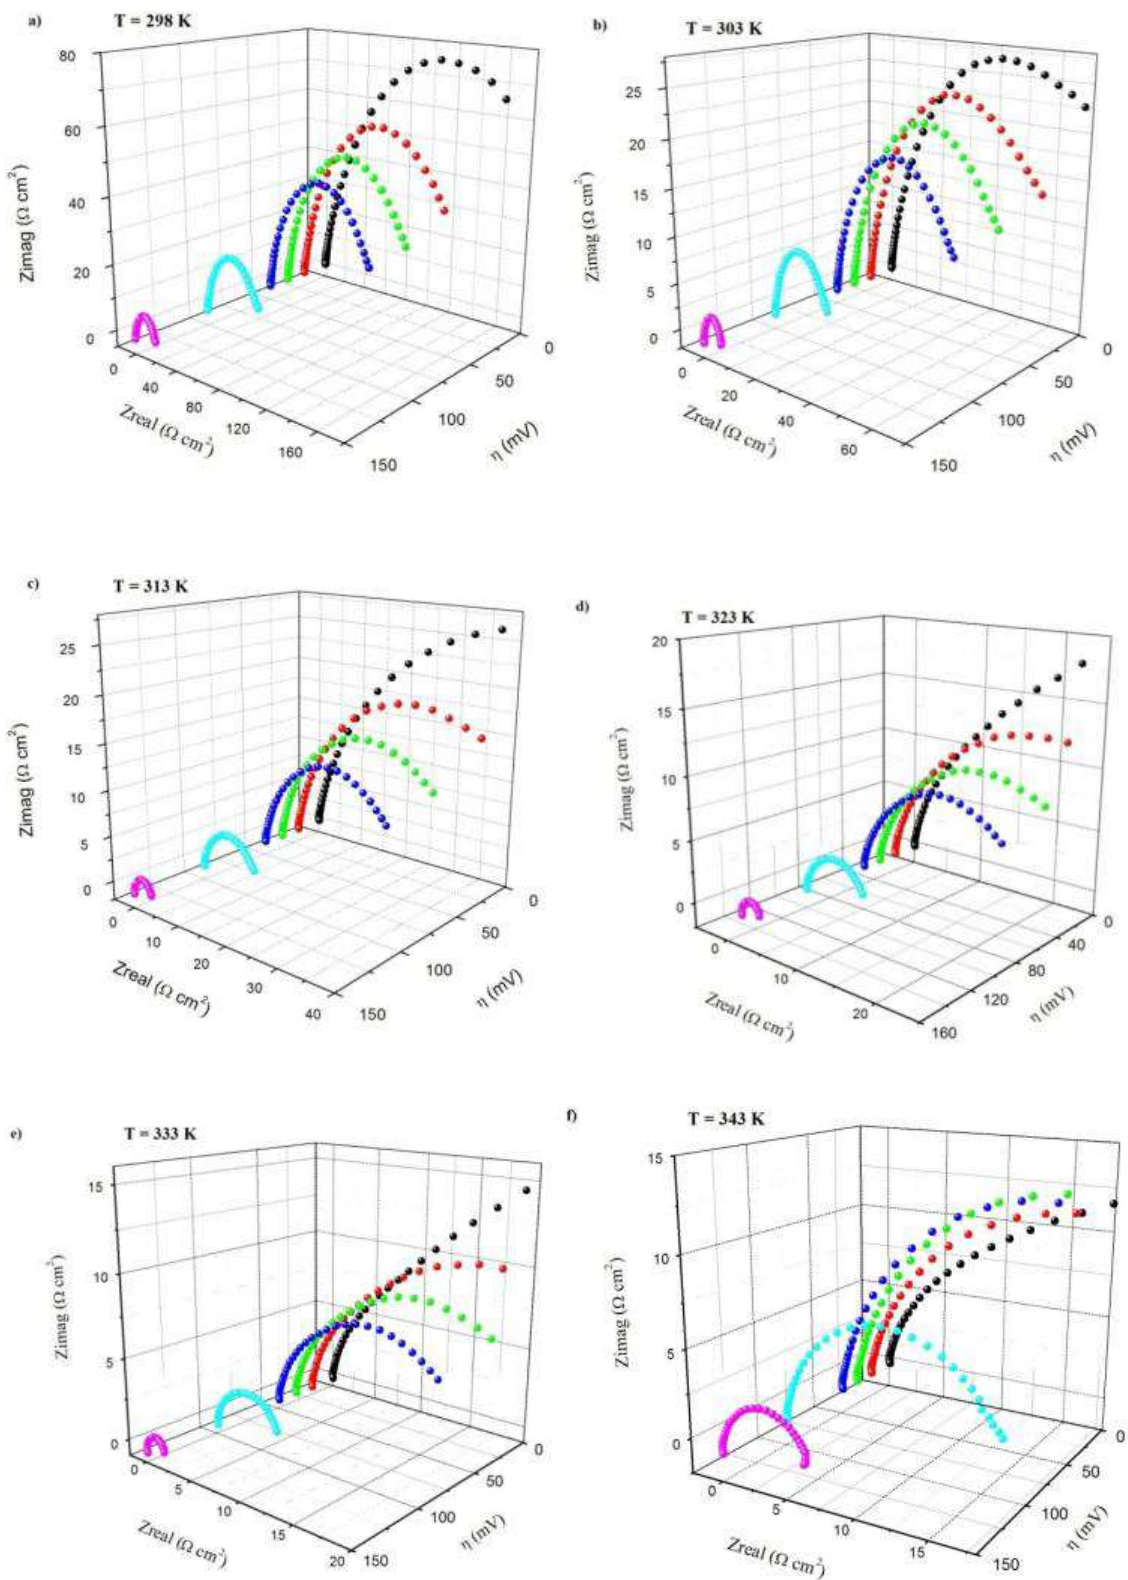 a)
T = 298 K
80
60
40
20
0
Zimag (Ω cm²)
0
40
80
120
160
Zreal (Ω cm²)
150
100
50
0
η (mV)
b)
T = 303 K
25
20
15
10
5
0
Zimag (Ω cm²)
0
20
40
60
Zreal (Ω cm²)
150
100
50
0
η (mV)
c)
T = 313 K
25
20
15
10
5
0
Zimag (Ω cm²)
0
10
20
30
40
Zreal (Ω cm²)
150
100
50
0
η (mV)
d)
T = 323 K
20
15
10
5
0
Zimag (Ω cm²)
0
10
20
Zreal (Ω cm²)
160
120
80
40
0
η (mV)
e)
T = 333 K
15
10
5
0
Zimag (Ω cm²)
0
5
10
15
20
Zreal (Ω cm²)
150
100
50
0
η (mV)
f)
T = 343 K
15
10
5
0
Zimag (Ω cm²)
0
5
10
15
Zreal (Ω cm²)
150
100
50
0
η (mV)